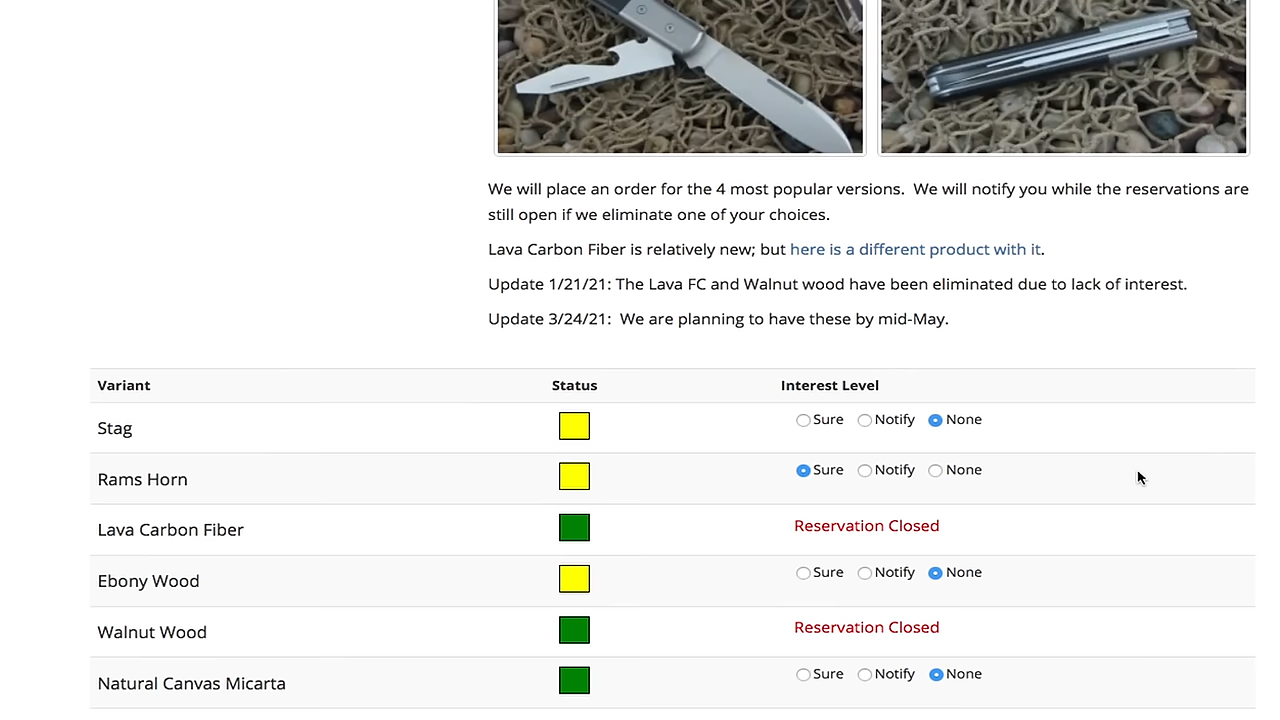 We will place an order for the 4 most popular versions.  We will notify you while the reservations are
still open if we eliminate one of your choices.
Lava Carbon Fiber is relatively new; but here is a different product with it.
Update 1/21/21: The Lava FC and Walnut wood have been eliminated due to lack of interest.
Update 3/24/21:  We are planning to have these by mid-May.
Variant Status Interest Level
Stag Sure Notify None
Rams Horn Sure Notify None
Lava Carbon Fiber Reservation Closed
Ebony Wood Sure Notify None
Walnut Wood Reservation Closed
Natural Canvas Micarta Sure Notify None